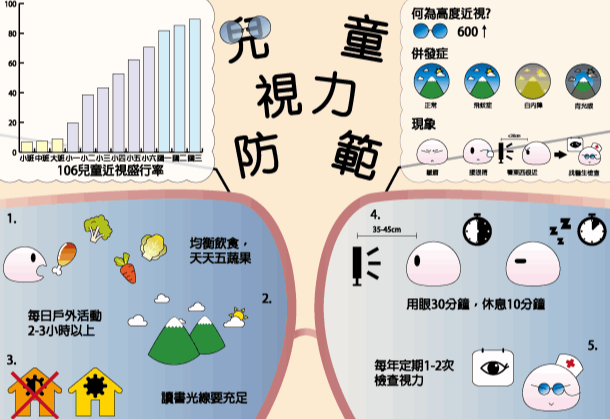 兒童
視力
防範
100
80
60
40
20
0
小班 中班 大班 小一 小二 小三 小四 小五 小六 國一 國二 國三
106兒童近視盛行率
何為高度近視?
600↑
併發症
正常 飛蚊症 白內障 青光眼
現象
<30cm
瞇眼 揉眼睛 看東西很近 找醫生檢查
1.
均衡飲食，
天天五蔬果
每日戶外活動
2-3小時以上
2.
3.
讀書光線要充足
4.
35-45cm
z z z
用眼30分鐘，休息10分鐘
5.
每年定期1-2次
檢查視力